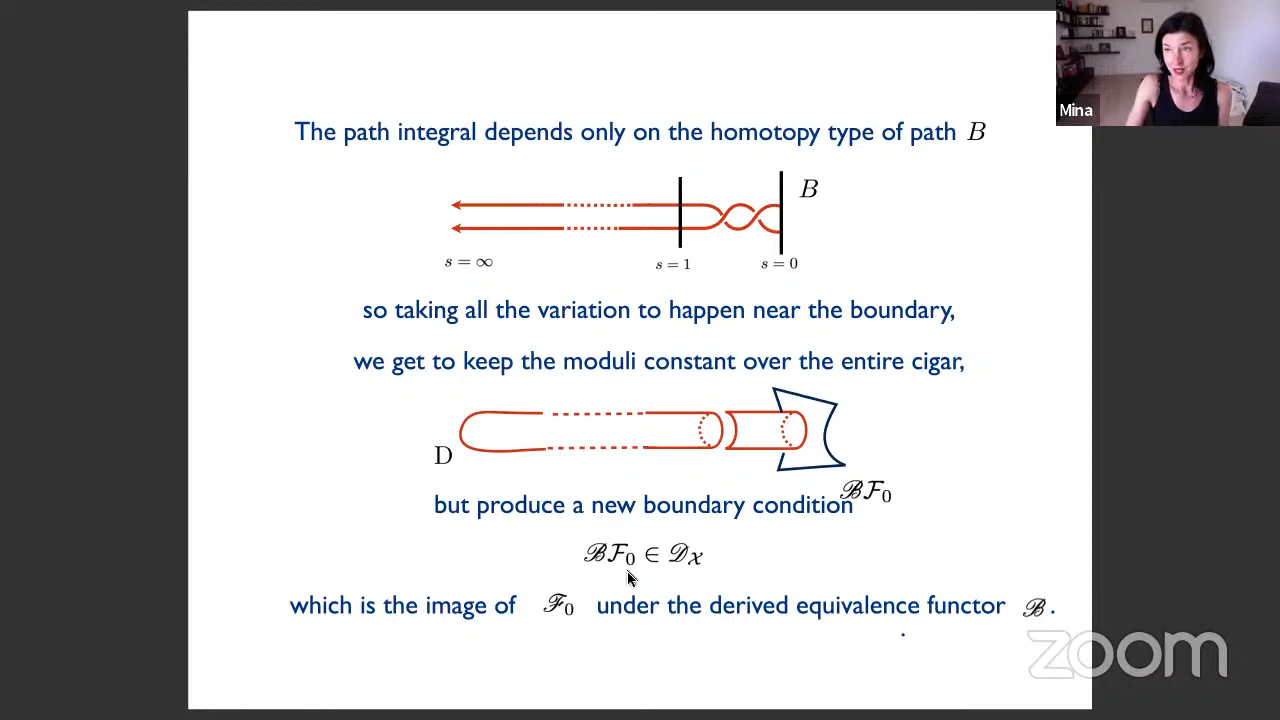 Mina
The path integral depends only on the homotopy type of path B
B
s = ∞ s = 1 s = 0
so taking all the variation to happen near the boundary,
we get to keep the moduli constant over the entire cigar,
D
ℬℱ₀
but produce a new boundary condition
ℬℱ₀ ∈ 𝒟_𝒳
which is the image of ℱ₀ under the derived equivalence functor ℬ.
zoom